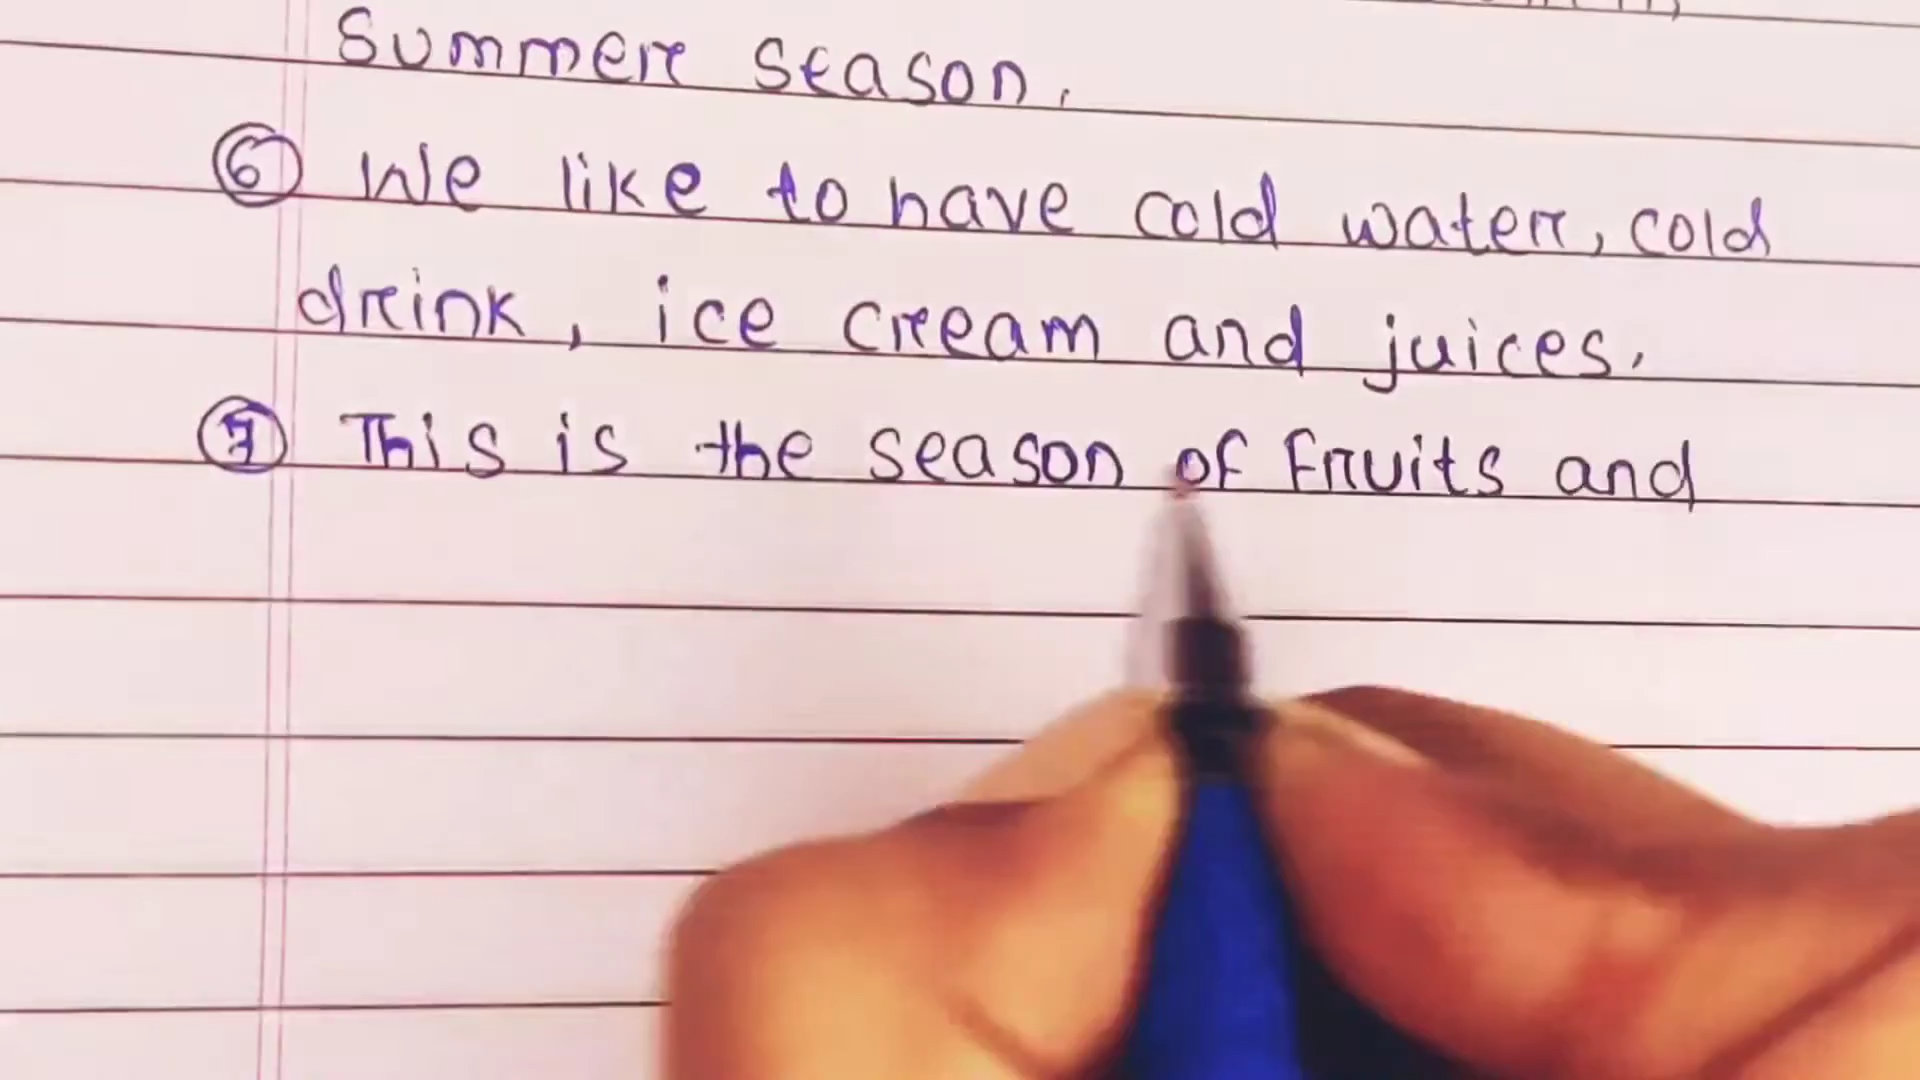 Summer season.
⑥ We like to have cold water, cold
drink, ice cream and juices.
⑦ This is the season of Fruits and